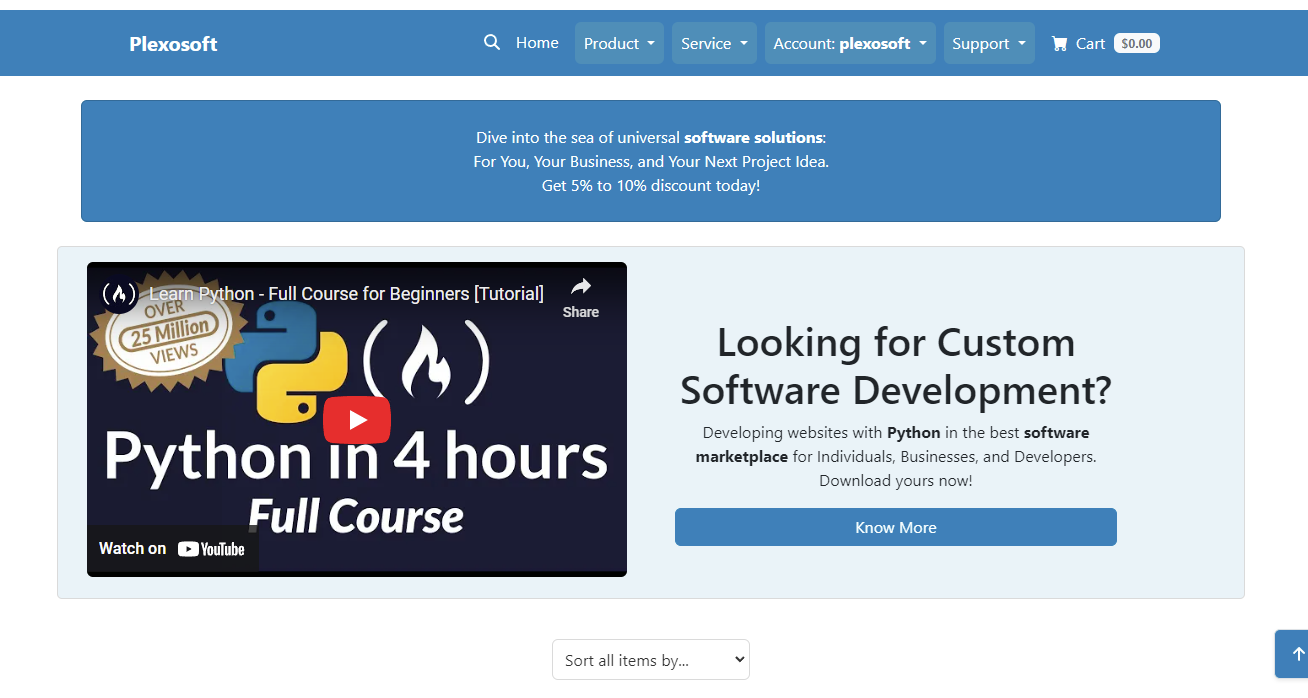 Plexosoft
Home
Product
Service
Account: plexosoft
Support
Cart
$0.00
Dive into the sea of universal software solutions:
For You, Your Business, and Your Next Project Idea.
Get 5% to 10% discount today!
Learn Python - Full Course for Beginners [Tutorial]
Share
OVER
25 Million
VIEWS
Python in 4 hours
Full Course
Watch on YouTube
Looking for Custom
Software Development?
Developing websites with Python in the best software
marketplace for Individuals, Businesses, and Developers.
Download yours now!
Know More
Sort all items by...